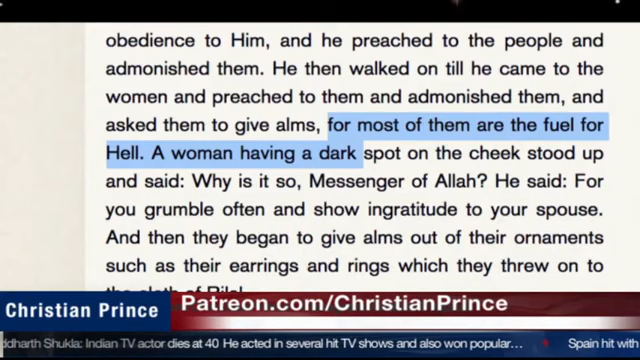 obedience to Him, and he preached to the people and
admonished them. He then walked on till he came to the
women and preached to them and admonished them, and
asked them to give alms, for most of them are the fuel for
Hell. A woman having a dark spot on the cheek stood up
and said: Why is it so, Messenger of Allah? He said: For
you grumble often and show ingratitude to your spouse.
And then they began to give alms out of their ornaments
such as their earrings and rings which they threw on to
the cloth of Bilal
Christian Prince
Patreon.com/ChristianPrince
ddharth Shukla: Indian TV actor dies at 40 He acted in several hit TV shows and also won popular... Spain hit with